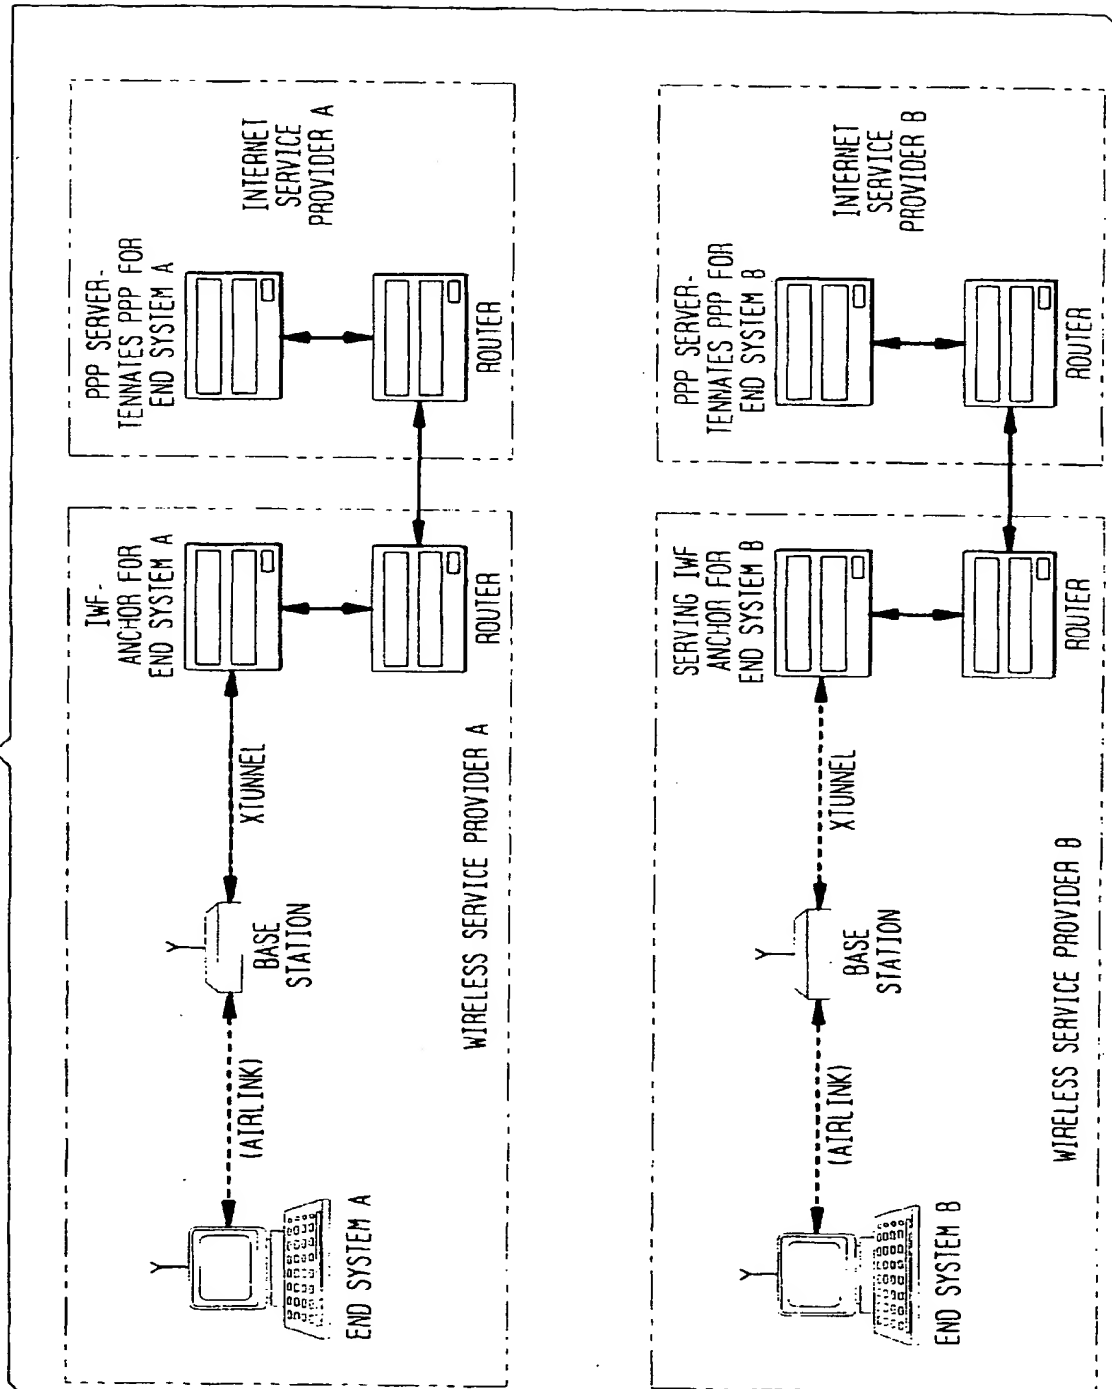 PPP SERVER-
TENNATES PPP FOR
END SYSTEM A
INTERNET
SERVICE
PROVIDER A
ROUTER
IWF-
ANCHOR FOR
END SYSTEM A
ROUTER
XTUNNEL
BASE
STATION
(AIRLINK)
END SYSTEM A
WIRELESS SERVICE PROVIDER A
PPP SERVER-
TENNATES PPP FOR
END SYSTEM B
INTERNET
SERVICE
PROVIDER B
ROUTER
SERVING IWF
ANCHOR FOR
END SYSTEM B
ROUTER
XTUNNEL
BASE
STATION
(AIRLINK)
END SYSTEM B
WIRELESS SERVICE PROVIDER B